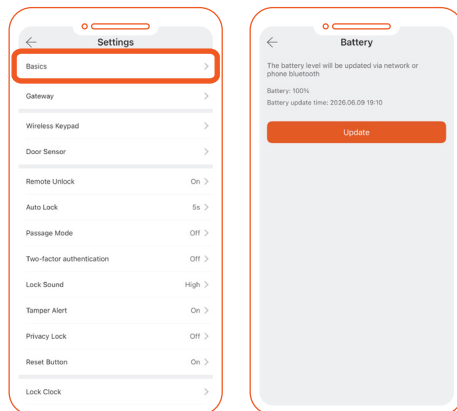 Settings
Basics
Gateway
Wireless Keypad
Door Sensor
Remote Unlock On
Auto Lock 5s
Passage Mode Off
Two-factor authentication Off
Lock Sound High
Tamper Alert On
Privacy Lock Off
Reset Button On
Lock Clock
Battery
The battery level will be updated via network or
phone bluetooth
Battery: 100%
Battery update time: 2026.06.09 19:10
Update